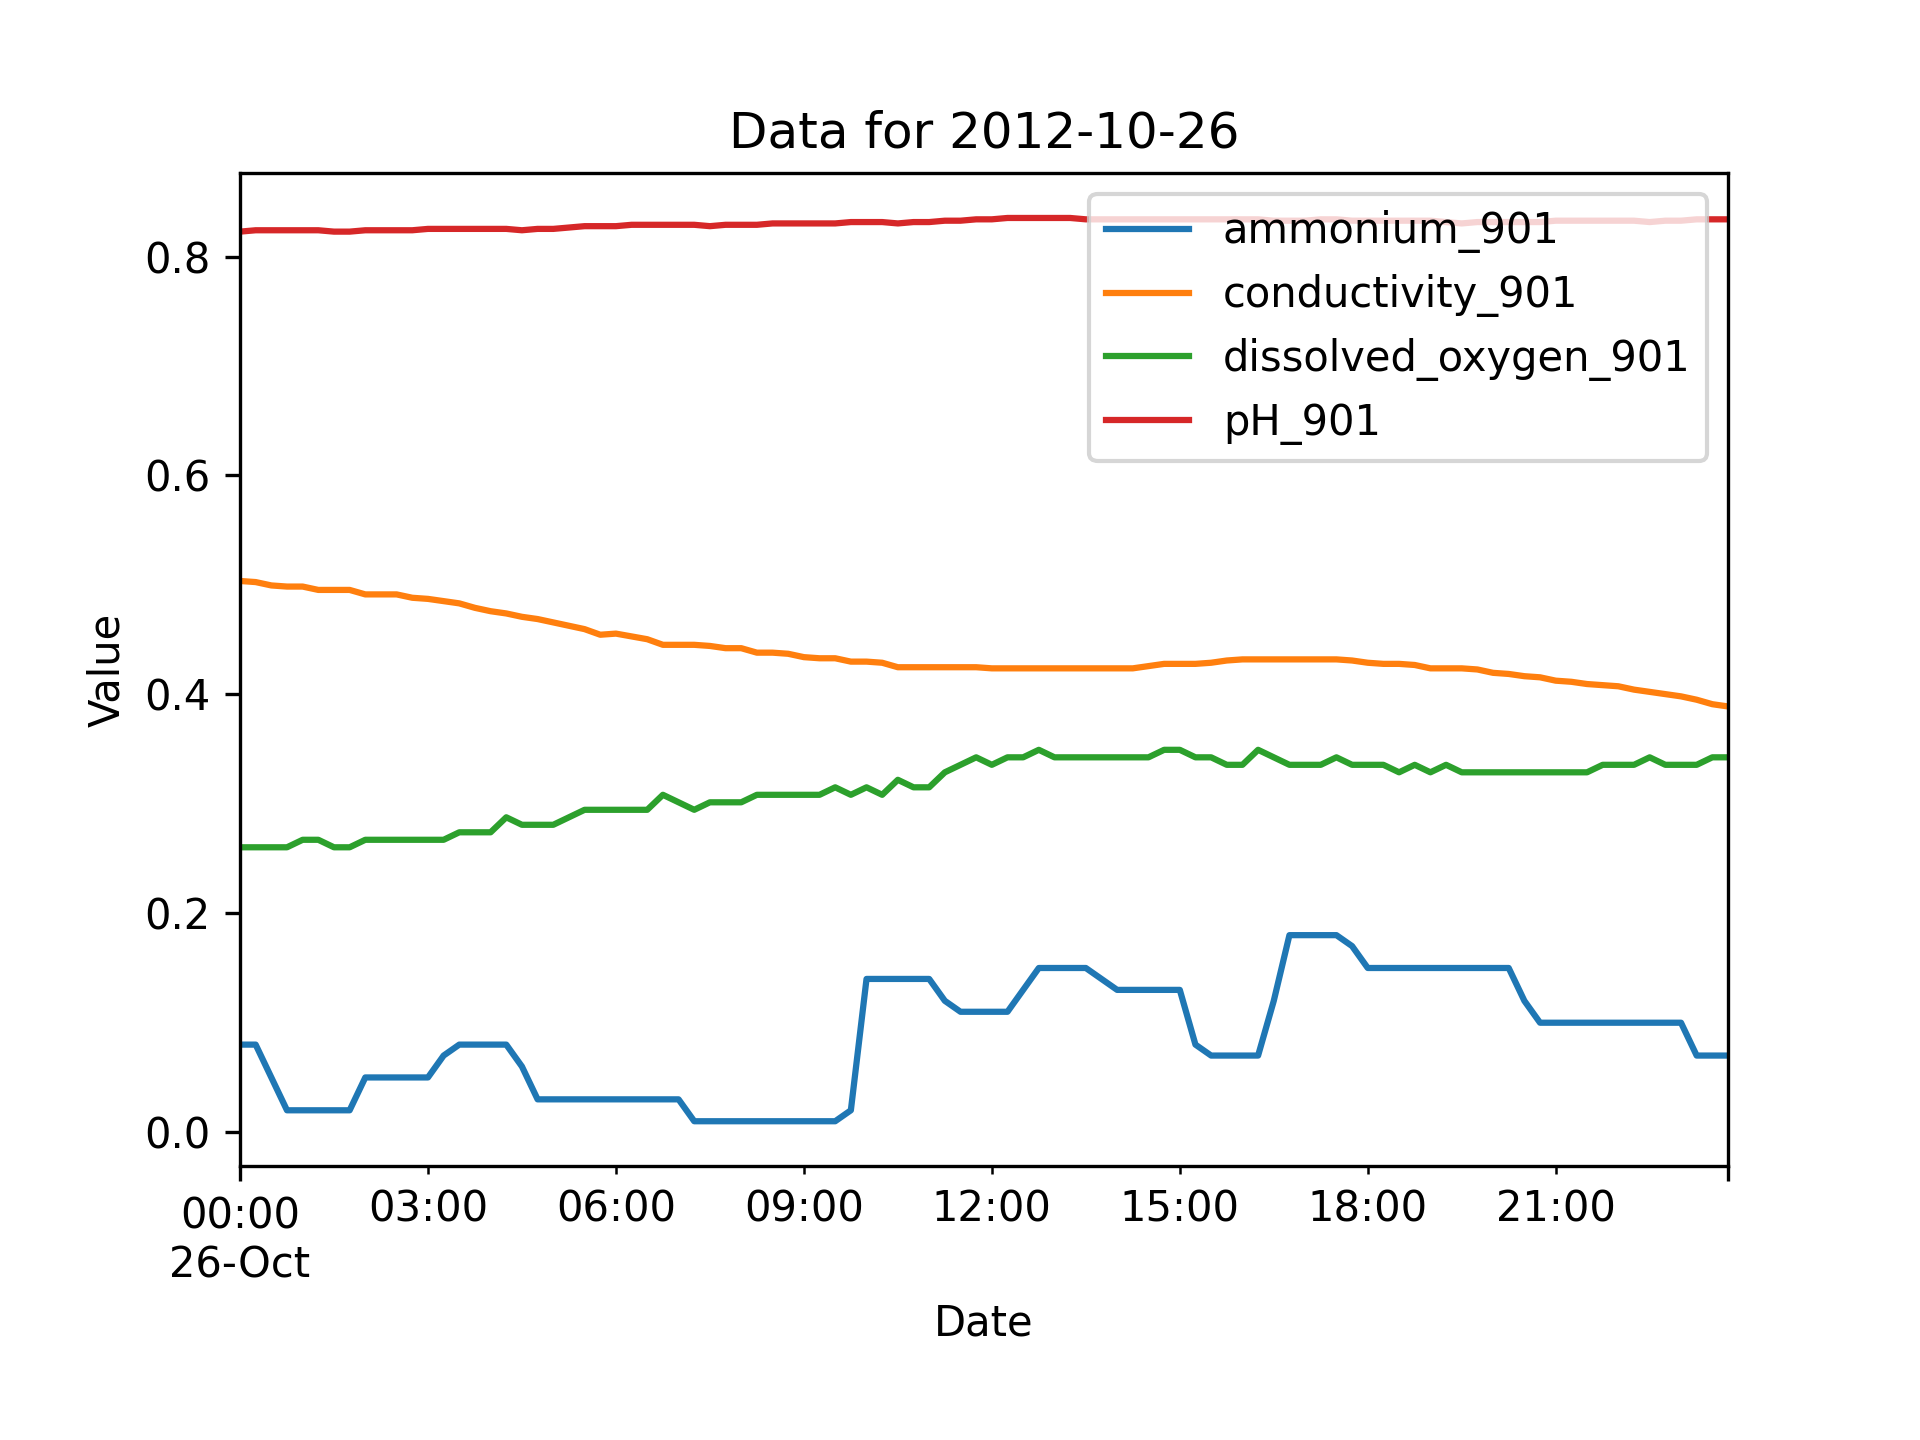 Data for 2012-10-26
ammonium_901
conductivity_901
dissolved_oxygen_901
pH_901
0.8
0.6
0.4
0.2
0.0
Value
00:00 03:00 06:00 09:00 12:00 15:00 18:00 21:00
26-Oct
Date